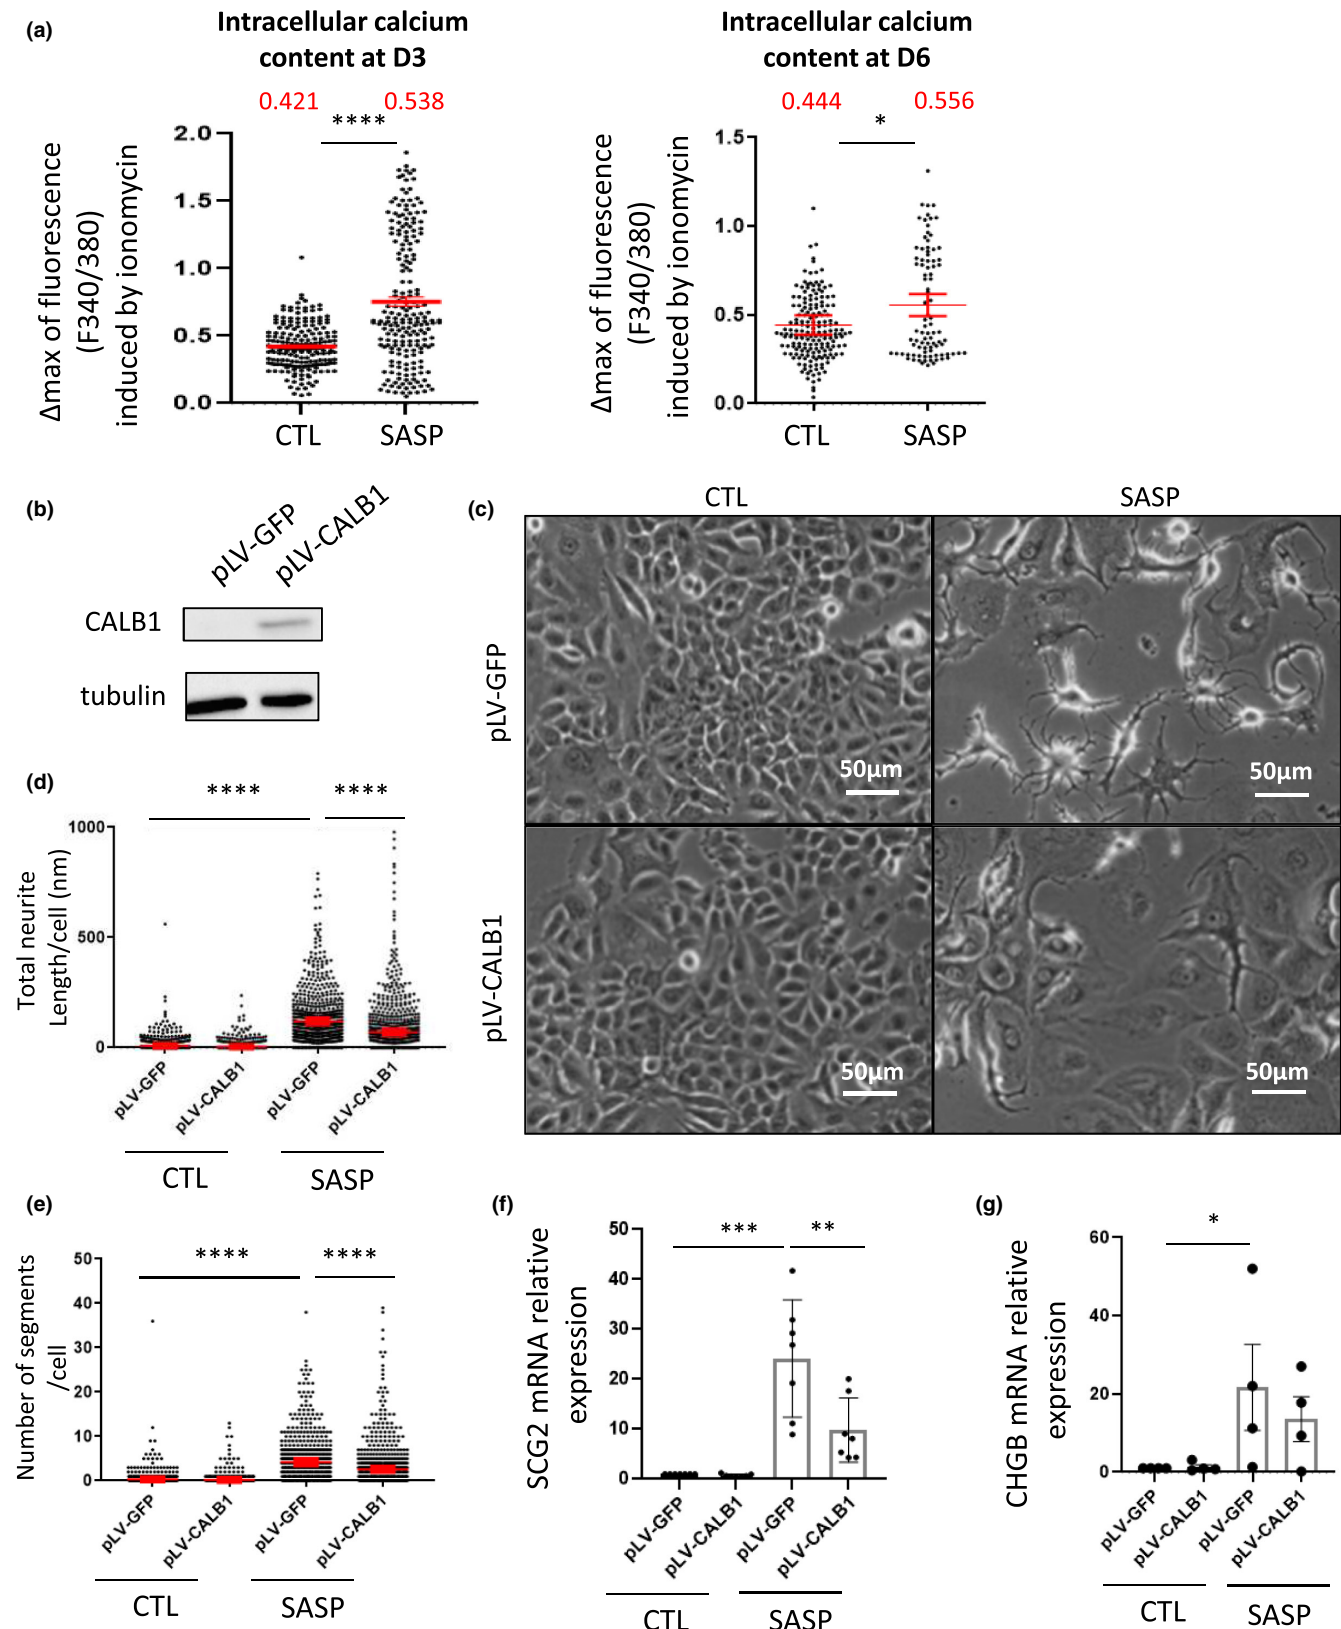 (a)
Intracellular calcium
content at D3
0.421 0.538
****
Δmax of fluorescence
(F340/380)
induced by ionomycin
2.0
1.5
1.0
0.5
0.0
CTL SASP
Intracellular calcium
content at D6
0.444 0.556
*
Δmax of fluorescence
(F340/380)
induced by ionomycin
1.5
1.0
0.5
0.0
CTL SASP
(b)
pLV-GFP
pLV-CALB1
CALB1
tubulin
(c)
CTL SASP
pLV-GFP
50µm
50µm
pLV-CALB1
50µm
50µm
(d)
**** ****
Total neurite
Length/cell (nm)
1000
500
0
pLV-GFP
pLV-CALB1
pLV-GFP
pLV-CALB1
CTL SASP
(e)
**** ****
Number of segments
/cell
50
40
30
20
10
0
pLV-GFP
pLV-CALB1
pLV-GFP
pLV-CALB1
CTL SASP
(f)
*** **
SCG2 mRNA relative
expression
50
40
30
20
10
0
pLV-GFP
pLV-CALB1
pLV-GFP
pLV-CALB1
CTL SASP
(g)
*
CHGB mRNA relative
expression
60
40
20
0
pLV-GFP
pLV-CALB1
pLV-GFP
pLV-CALB1
CTL SASP